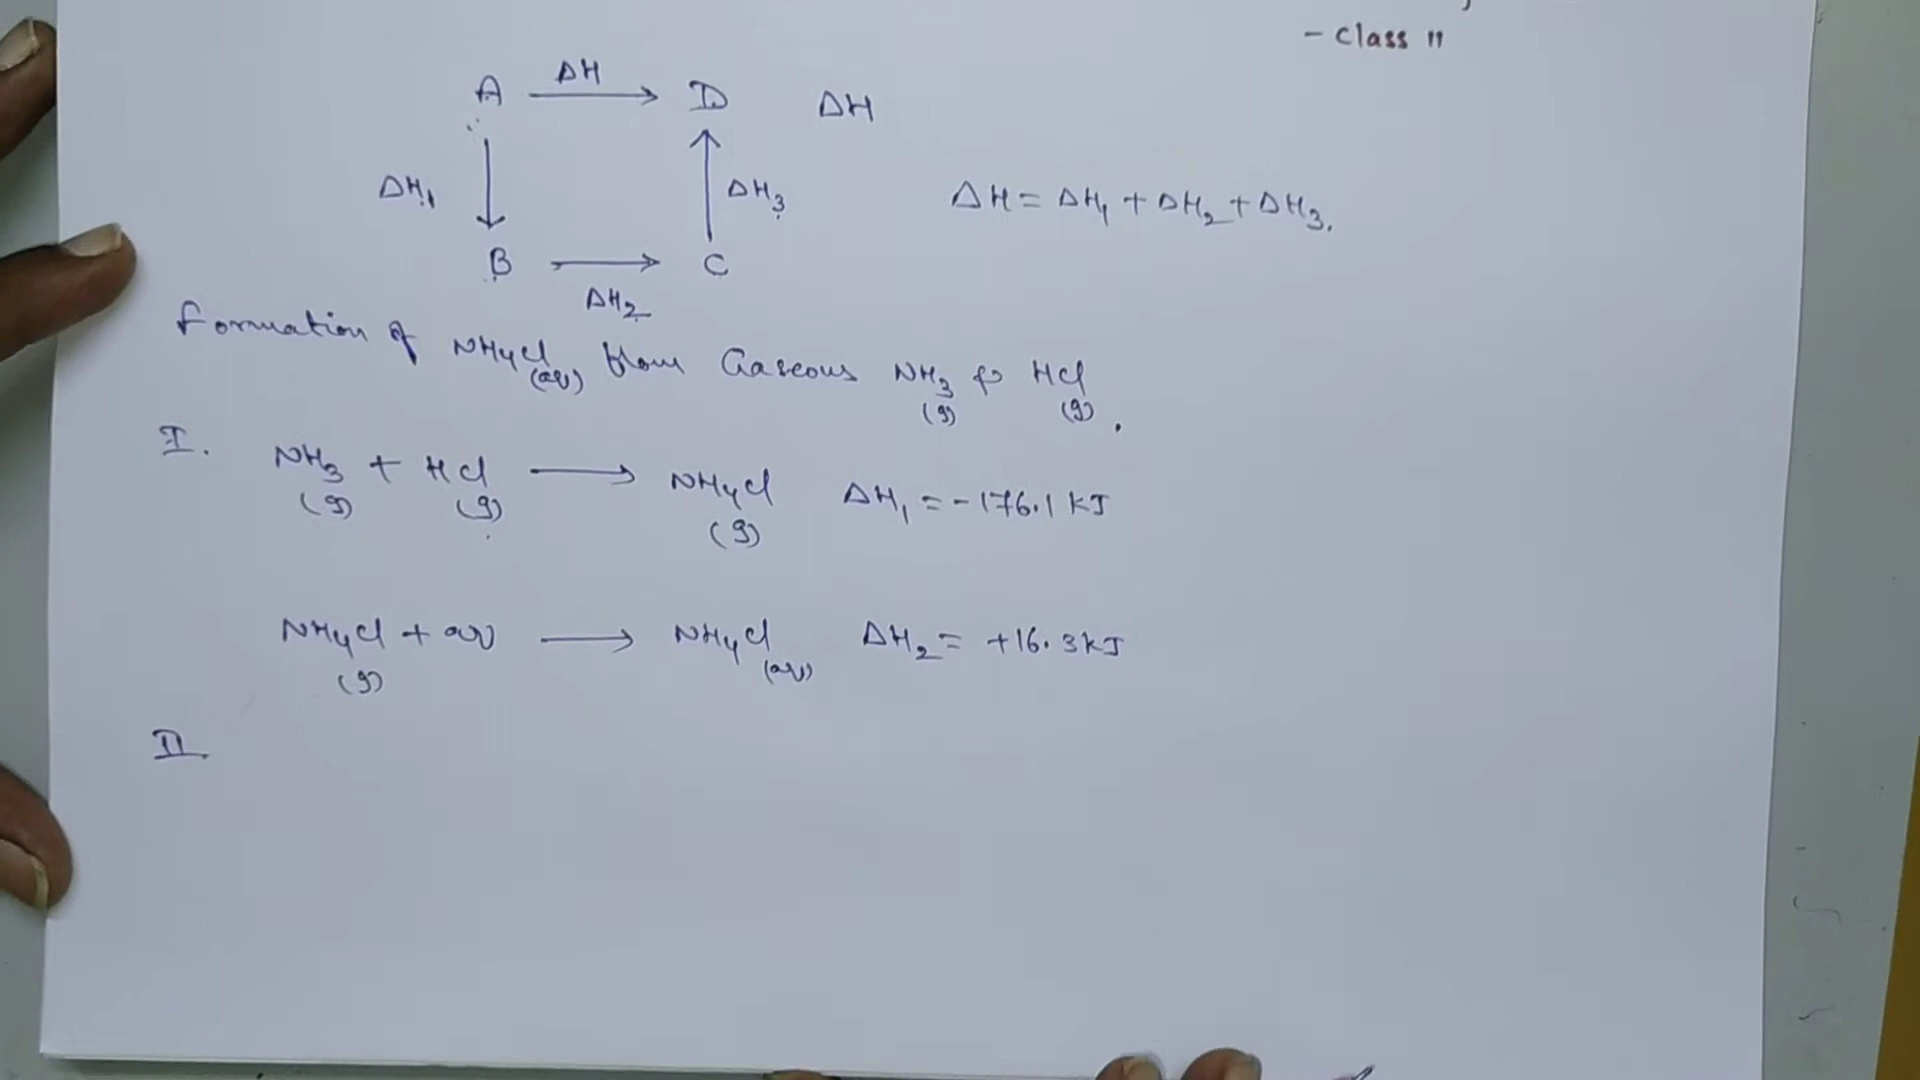 - Class 11
A ΔH→ D ΔH
ΔH₁ ↓ ↑ ΔH₃ ΔH = ΔH₁ + ΔH₂ + ΔH₃.
B → C
ΔH₂
Formation of NH₄Cl(aq) from Gaseous NH₃(g) & HCl(g).
I. NH₃(g) + HCl(g) → NH₄Cl(g) ΔH₁ = -176.1 kJ
NH₄Cl(g) + aq → NH₄Cl(aq) ΔH₂ = +16.3 kJ
II.